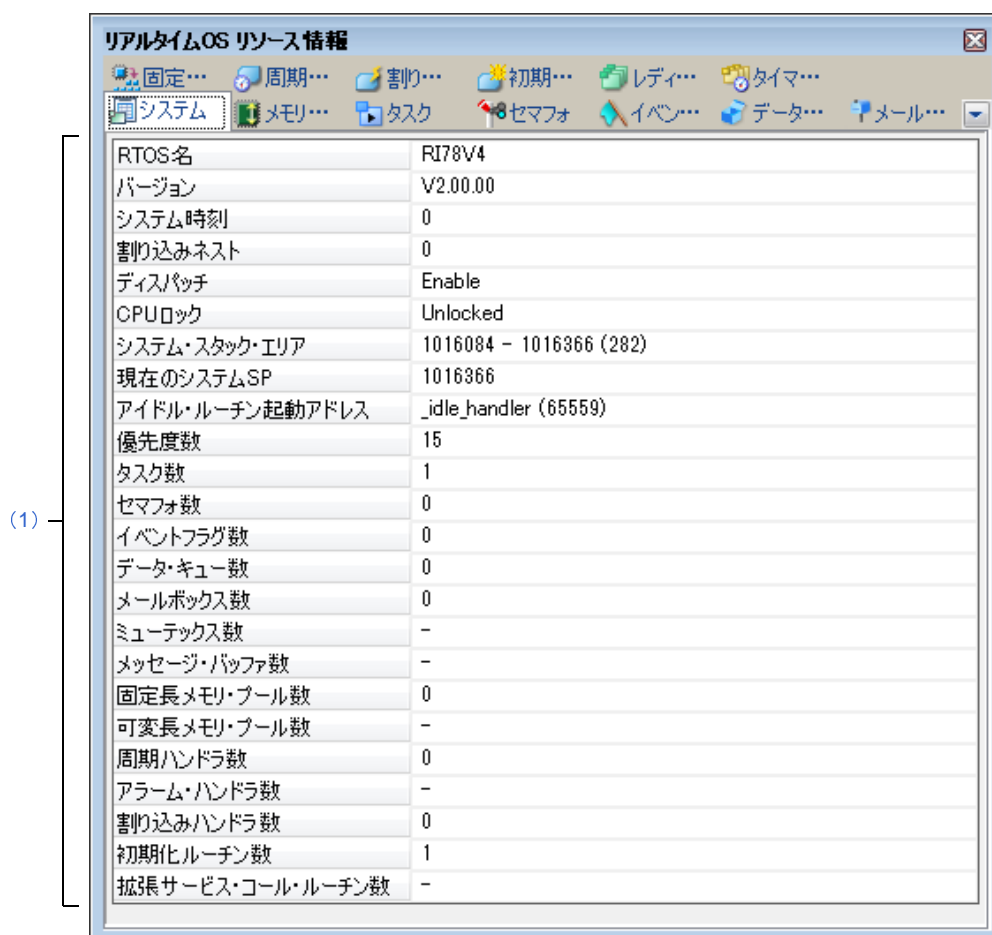 リアルタイムOS リソース情報
固定… 周期… 割り… 初期… レディ… タイマ…
システム メモリ… タスク セマフォ イベン… データ… メール…
RTOS名 RI78V4
バージョン V2.00.00
システム時刻 0
割り込みネスト 0
ディスパッチ Enable
CPUロック Unlocked
システム・スタック・エリア 1016084 - 1016366 (282)
現在のシステムSP 1016366
アイドル・ルーチン起動アドレス _idle_handler (65559)
優先度数 15
タスク数 1
セマフォ数 0
(1)
イベントフラグ数 0
データ・キュー数 0
メールボックス数 0
ミューテックス数 -
メッセージ・バッファ数 -
固定長メモリ・プール数 0
可変長メモリ・プール数 -
周期ハンドラ数 0
アラーム・ハンドラ数 -
割り込みハンドラ数 0
初期化ルーチン数 1
拡張サービス・コール・ルーチン数 -